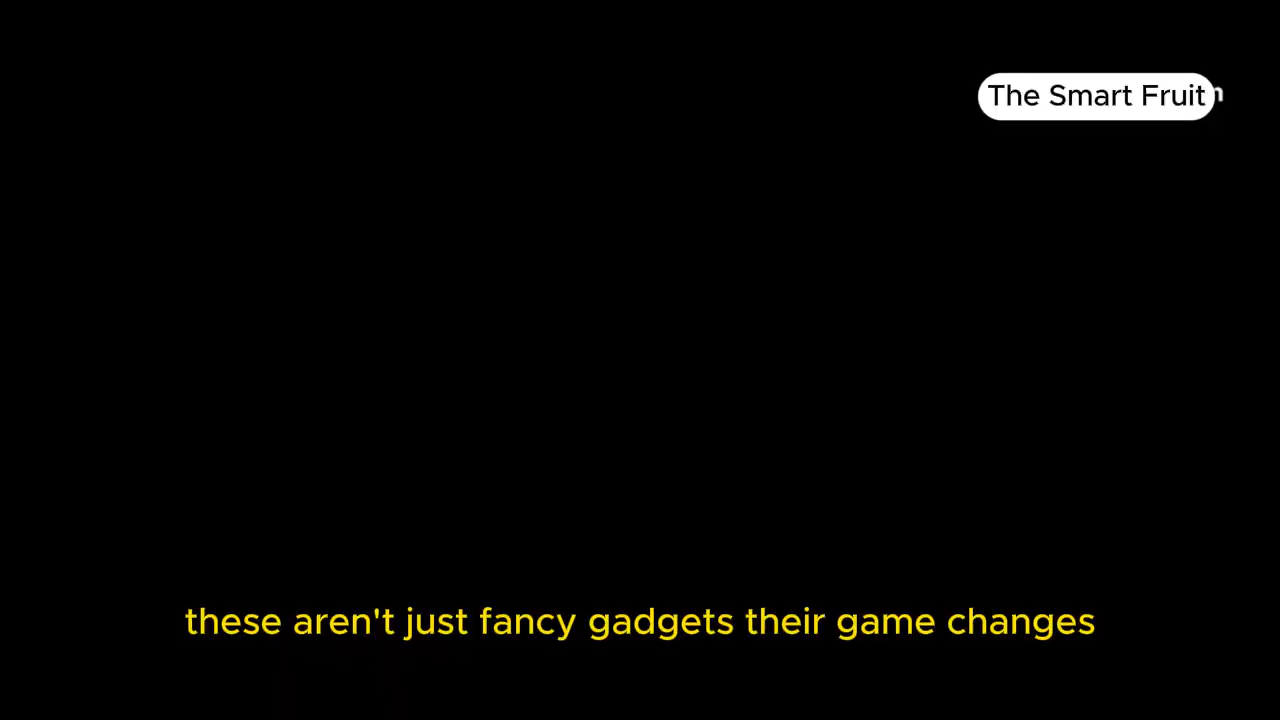 The Smart Fruit
these aren't just fancy gadgets their game changes